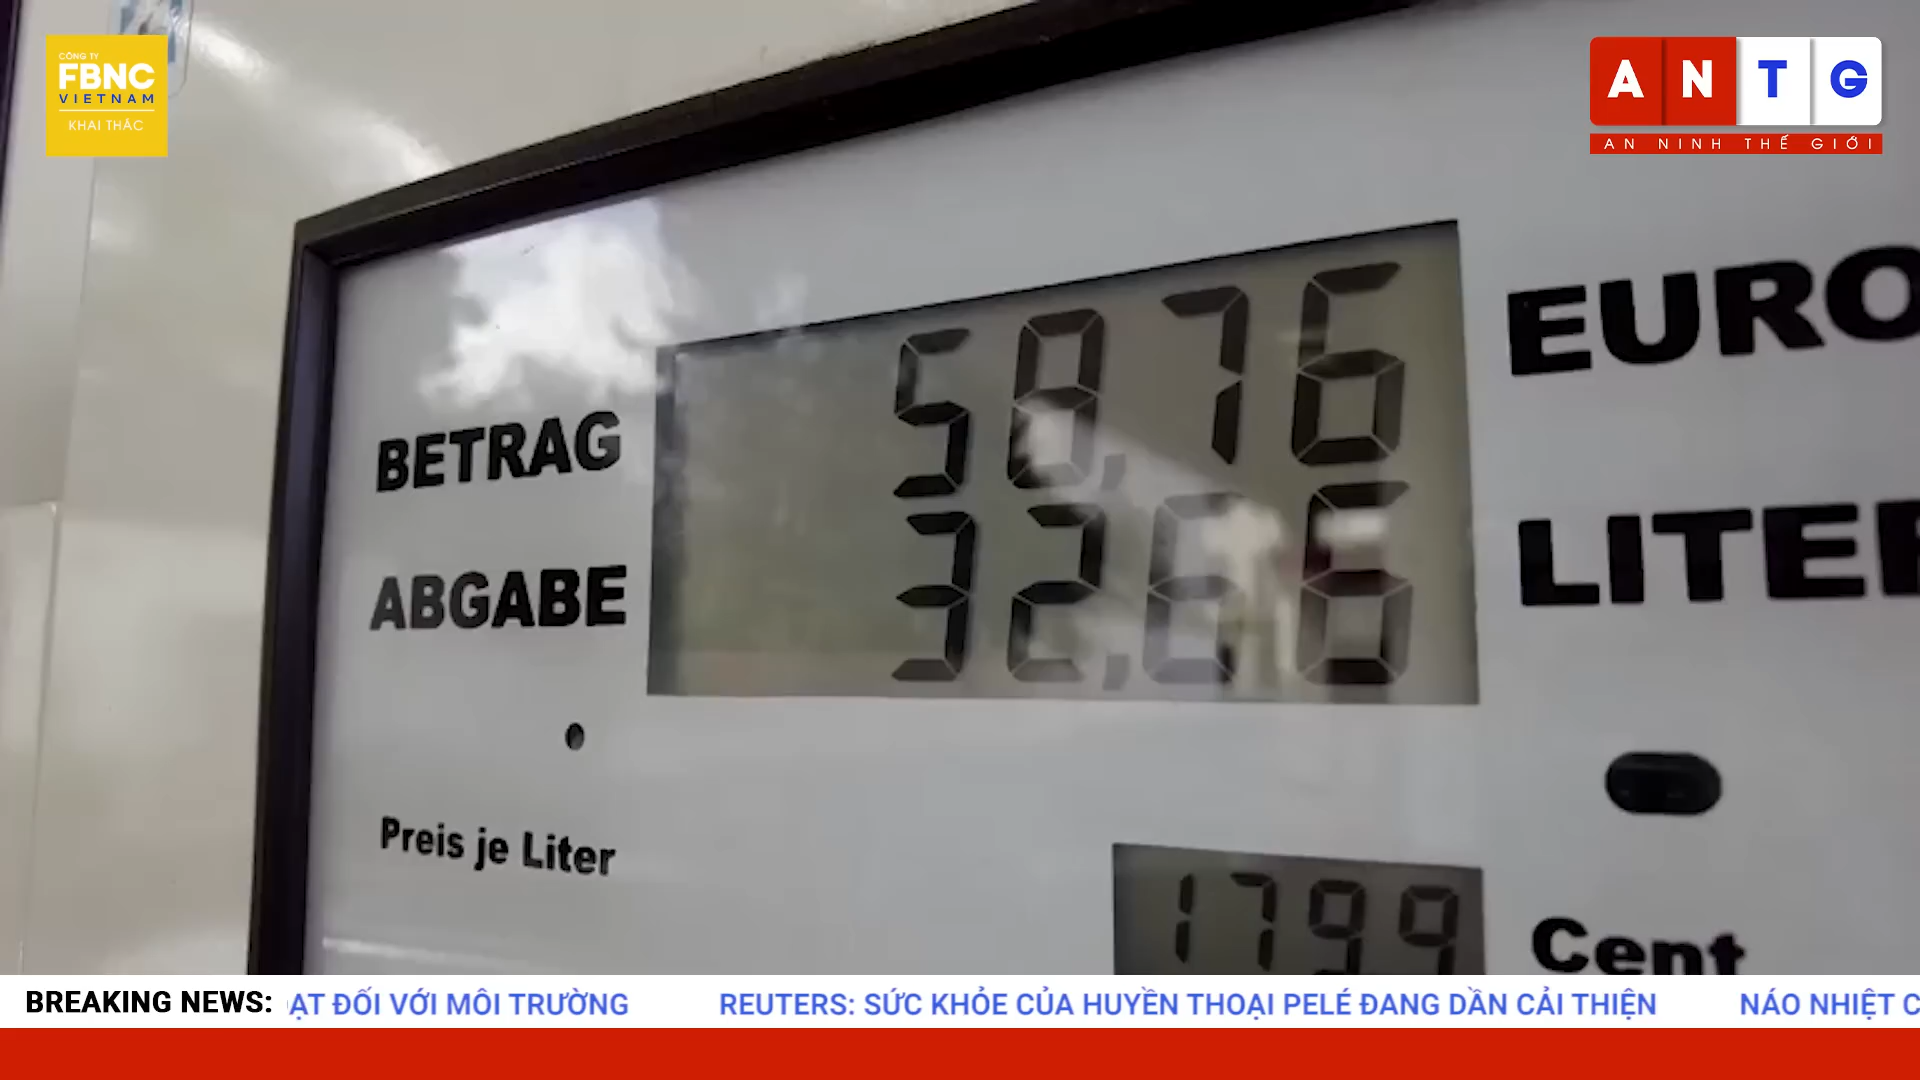 CÔNG TY
FBNC
VIETNAM
KHAI THÁC
ANTG
AN NINH THẾ GIỚI
BETRAG 58,76 EURO
ABGABE 32,66 LITER
Preis je Liter
1799 Cent
BREAKING NEWS: ẠT ĐỐI VỚI MÔI TRƯỜNG REUTERS: SỨC KHỎE CỦA HUYỀN THOẠI PELÉ ĐANG DẦN CẢI THIỆN NÁO NHIỆT C